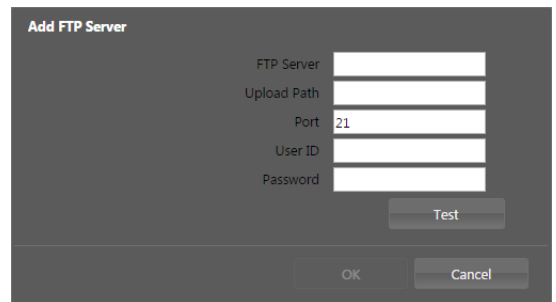 Add FTP Server
FTP Server
Upload Path
Port 21
User ID
Password
Test
OK Cancel